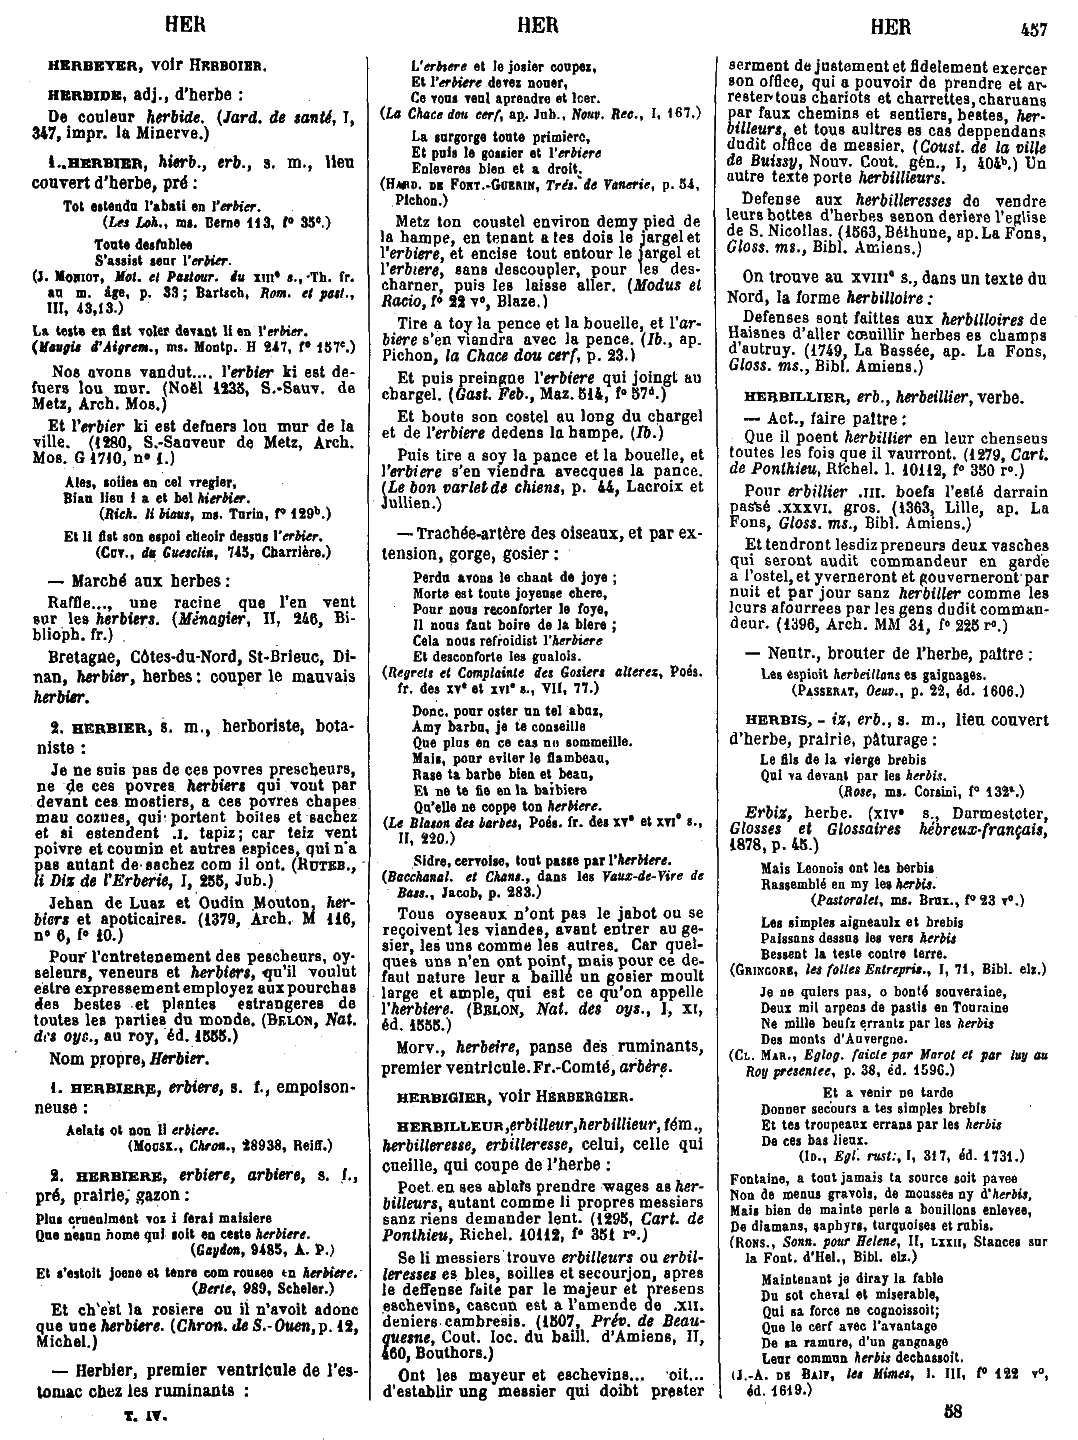 HER
HER
HER
457
HERBEYER, voir HERBOIER.
HERBIDE, adj., d'herbe :
De couleur herbide. (Jard. de santé, I,
347, impr. la Minerve.)
1. HERBIER, hierb., erb., s. m., lieu
couvert d'herbe, pré :
Tot estendu l'abati en l'erbier.
(Les Loh., ms. Berne 113, f° 35e.)
Toute desfublee
S'assist seur l'erbier.
(J. MONIOT, Mot. et Pastour. du XIIIe s., Th. fr.
au m. âge, p. 33; Bartsch, Rom. et past.,
III, 43,13.)
La teste en fist voler devant li en l'erbier.
(Maugis d'Aigrem., ms. Montp. H 247, f° 157c.)
Nos avons vandut.... l'erbier ki est de-
fuers lou mur. (Noël 1235, S.-Sauv. de
Metz, Arch. Mos.)
Et l'erbier ki est defuers lou mur de la
ville. (1280, S.-Sauveur de Metz, Arch.
Mos. G 1710, n° 1.)
Ales, soiies en cel vregier,
Bian lieu i a et bel hierbier.
(Rich. li biaus, ms. Turin, f° 129b.)
Et li fist son espoi cheoir dessus l'erbier.
(CUV., du Guesclin, 745, Charrière.)
— Marché aux herbes :
Raffle..., une racine que l'en vent
sur les herbiers. (Ménagier, II, 246, Bi-
blioph. fr.)
Bretagne, Côtes-du-Nord, St-Brieuc, Di-
nan, herbier, herbes : couper le mauvais
herbier.
2. HERBIER, s. m., herboriste, bota-
niste :
Je ne suis pas de ces povres prescheurs,
ne de ces povres herbiers qui vont par
devant ces mostiers, a ces povres chapes
mau cozues, qui portent boites et sachez
et si estendent .I. tapiz; car teiz vent
poivre et coumin et autres espices, qui n'a
pas autant de sachez com il ont. (RUTEB.,
li Diz de l'Erberie, I, 255, Jub.)
Jehan de Luaz et Oudin Mouton, her-
biers et apoticaires. (1379, Arch. M 116,
n° 6, f° 10.)
Pour l'entretenement des pescheurs, oy-
seleurs, veneurs et herbiers, qu'il voulut
estre expressement employez aux pourchas
des bestes et plantes estrangeres de
toutes les parties du monde. (BELON, Nat.
des oys., au roy, éd. 1555.)
Nom propre, Herbier.
1. HERBIERE, erbiere, s. f., empoison-
neuse :
Aelais ot non li erbiere.
(MOUSK., Chron., 28938, Reiff.)
2. HERBIERE, erbiere, arbiere, s. f.,
pré, prairie, gazon :
Plus cruenlment voz i ferai maisiere
Que nesun home qui soit en ceste herbiere.
(Gaydon, 9485, A. P.)
Et s'estoit joene et tenre com rousee en herbiere.
(Berte, 989, Scheler.)
Et ch'est la rosiere ou il n'avoit adonc
que une herbiere. (Chron. de S.-Ouen, p. 12,
Michel.)
— Herbier, premier ventricule de l'es-
tomac chez les ruminants :
T. IV.
L'erbiere et le josier coupez,
Et l'erbiere devez nouer,
Ce vous veul aprendre et loer.
(La Chace dou cerf, ap. Jub., Nouv. Rec., I, 167.)
La surgorge toute primiere,
Et puis le gossier et l'erbiere
Enleveres bien et a droit.
(HARD. DE FONT.-GUERIN, Trés. de Vanerie, p. 54,
Pichon.)
Metz ton coustel environ demy pied de
la hampe, en tenant a tes dois le jargel et
l'erbiere, et encise tout entour le jargel et
l'erbiere, sans descoupler, pour les des-
charner, puis les laisse aller. (Modus et
Racio, f° 22 v°, Blaze.)
Tire a toy la pence et la bouelle, et l'ar-
biere s'en viandra avec la pence. (Ib., ap.
Pichon, la Chace dou cerf, p. 23.)
Et puis preingne l'erbiere qui joingt au
chargel. (Gast. Feb., Maz. 514, f° 57d.)
Et boute son costel au long du chargel
et de l'erbiere dedens la hampe. (Ib.)
Puis tire a soy la pance et la bouelle, et
l'erbiere s'en viendra avecques la pance.
(Le bon varlet de chiens, p. 44, Lacroix et
Jullien.)
— Trachée-artère des oiseaux, et par ex-
tension, gorge, gosier :
Perdu avons le chant de joye ;
Morte est toute joyeuse chere,
Pour nous reconforter le foye,
Il nous faut boire de la biere ;
Cela nous refroidist l'herbiere
Et desconforte les gualois.
(Regrets et Complainte des Gosiers alterez, Poés.
fr. des XVe et XVIe s., VII, 77.)
Donc, pour oster un tel abuz,
Amy barbu, je te conseille
Que plus en ce cas ne sommeille.
Mais, pour eviter le flambeau,
Rase ta barbe bien et beau,
Et ne te fie en la barbiere
Qu'elle ne coppe ton herbiere.
(Le Blason des barbes, Poés. fr. des XVe et XVIe s.,
II, 220.)
Sidre, cervoise, tout passe par l'herbiere.
(Bacchanal. et Chans., dans les Vaux-de-Vire de
Bass., Jacob, p. 283.)
Tous oyseaux n'ont pas le jabot ou se
reçoivent les viandes, avant entrer au ge-
sier, les uns comme les autres. Car quel-
ques uns n'en ont point, mais pour ce de-
faut nature leur a baillé un gosier moult
large et ample, qui est ce qu'on appelle
l'herbiere. (BELON, Nat. des oys., I, XI,
éd. 1555.)
Morv., herbeire, panse des ruminants,
premier ventricule. Fr.-Comté, arbére.
HERBIGIER, voir HERBERGIER.
HERBILLEUR, erbilleur, herbillieur, fém.,
herbilleresse, erbilleresse, celui, celle qui
cueille, qui coupe de l'herbe :
Poet en ses ablais prendre wages as her-
billeurs, autant comme li propres messiers
sanz riens demander lent. (1295, Cart. de
Ponthieu, Richel. 10112, f° 351 r°.)
Se li messiers trouve erbilleurs ou erbil-
leresses es bles, soilles et secourjon, apres
le deffense faite par le majeur et presens
eschevins, cascun est a l'amende de .XII.
deniers cambresis. (1507, Prév. de Beau-
quesne, Cout. loc. du baill. d'Amiens, II,
460, Bouthors.)
Ont les mayeur et eschevins... oit...
d'establir ung messier qui doibt prester
serment de justement et fidelement exercer
son office, qui a pouvoir de prendre et ar-
rester tous chariots et charrettes, charuans
par faux chemins et sentiers, bestes, her-
billeurs, et tous aultres es cas deppendans
dudit office de messier. (Coust. de la ville
de Buissy, Nouv. Cout. gén., I, 404b.) Un
autre texte porte herbillieurs.
Defense aux herbilleresses de vendre
leurs bottes d'herbes senon deriere l'eglise
de S. Nicollas. (1563, Béthune, ap. La Fons,
Gloss. ms., Bibl. Amiens.)
On trouve au XVIIIe s., dans un texte du
Nord, la forme herbilloire :
Defenses sont faittes aux herbilloires de
Haisnes d'aller cœuillir herbes es champs
d'autruy. (1749, La Bassée, ap. La Fons,
Gloss. ms., Bibl. Amiens.)
HERBILLIER, erb., herbeillier, verbe.
— Act., faire paître :
Que il poent herbillier en leur chenseus
toutes les fois que il vaurront. (1279, Cart.
de Ponthieu, Richel. l. 10112, f° 350 r°.)
Pour erbillier .III. boefs l'esté darrain
passé .XXXVI. gros. (1363, Lille, ap. La
Fons, Gloss. ms., Bibl. Amiens.)
Et tendront lesdiz preneurs deux vasches
qui seront audit commandeur en garde
a l'ostel, et yverneront et gouverneront par
nuit et par jour sanz herbiller comme les
leurs afourrees par les gens dudit comman-
deur. (1396, Arch. MM 31, f° 225 r°.)
— Neutr., brouter de l'herbe, paître :
Les espioit herbeillans es gaignages.
(PASSERAT, Oeuv., p. 22, éd. 1606.)
HERBIS, - iz, erb., s. m., lieu couvert
d'herbe, prairie, pâturage :
Le fils de la vierge brebis
Qui va devant par les herbis.
(Rose, ms. Corsini, f° 132c.)
Erbiz, herbe. (XIVe s., Darmesteter,
Glosses et Glossaires hébreux-français,
1878, p. 45.)
Mais Leonois ont les berbis
Rassemblé en my les herbis.
(Pastoralet, ms. Brux., f° 23 v°.)
Les simples aigneaulx et brebis
Paissans dessus les vers herbis
Bessent la teste contre terre.
(GRINGORE, les folles Entrepris., I, 71, Bibl. elz.)
Je ne quiers pas, o bonté souveraine,
Deux mil arpens de pastis en Touraine
Ne mille beufz errantz par les herbis
Des monts d'Auvergne.
(CL. MAR., Eglog. faicte par Marot et par luy au
Roy presentee, p. 38, éd. 1596.)
Et a venir ne tarde
Donner secours a tes simples brebis
Et tes troupeaux errans par les herbis
De ces bas lieux.
(ID., Egl. rust., I, 317, éd. 1731.)
Fontaine, a tout jamais ta source soit pavee
Non de menus gravois, de mousses ny d'herbis,
Mais bien de mainte perle a bouillons enlevee,
De diamans, saphyrs, turquoises et rubis.
(RONS., Sonn. pour Helene, II, LXXII, Stances sur
la Font. d'Hel., Bibl. elz.)
Maintenant je diray la fable
Du sot cheval et miserable,
Qui sa force ne cognoissoit;
Que le cerf avec l'avantage
De sa ramure, d'un gangnage
Leur commun herbis dechassoit.
(J.-A. DE BAIF, les Mimes, l. III, f° 122 v°,
éd. 1619.)
58